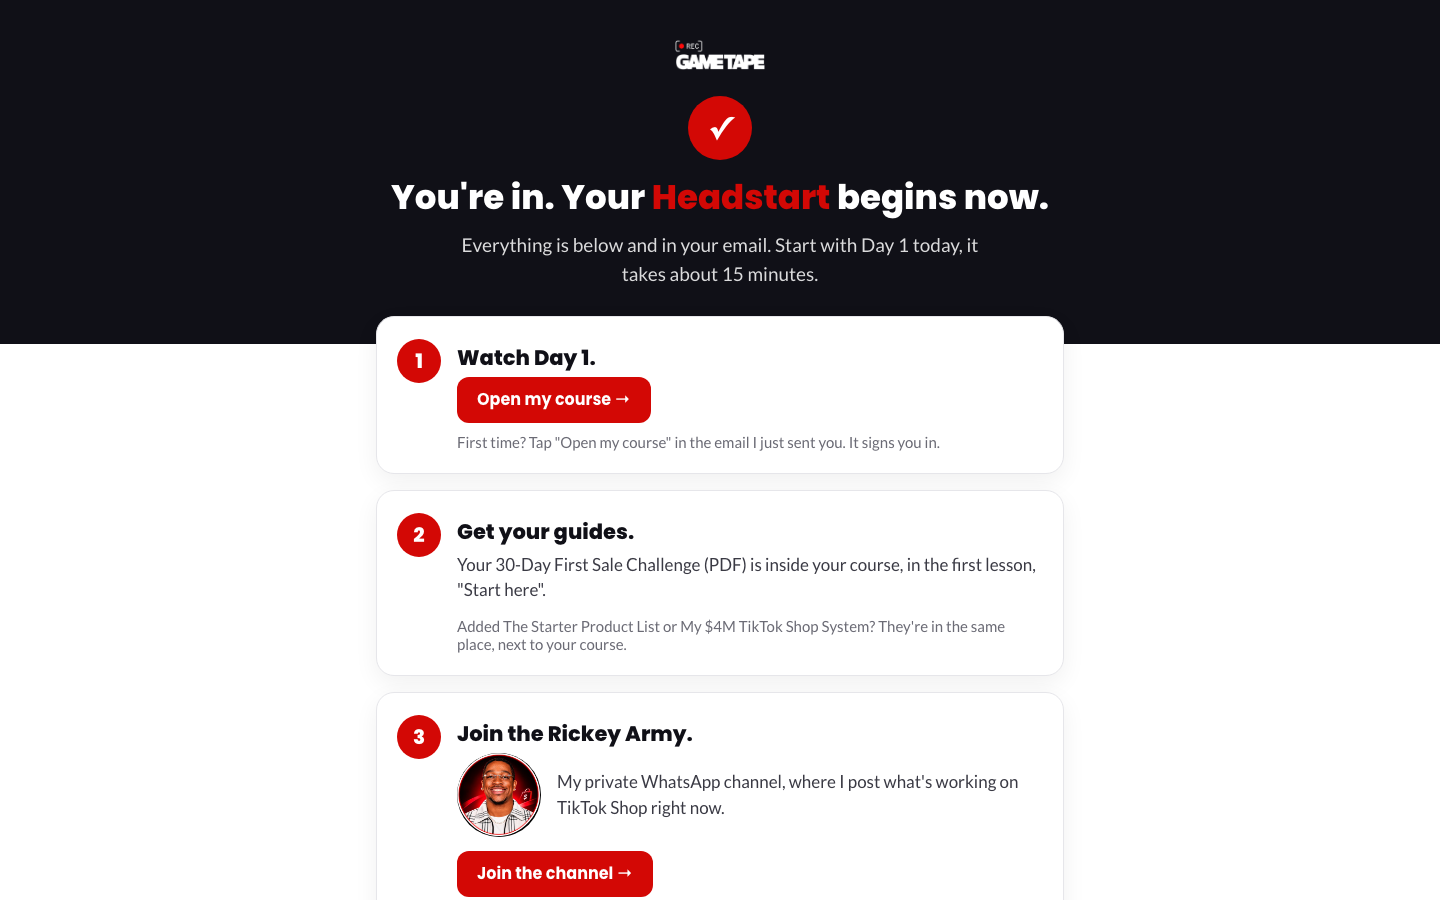 REC
GAMETAPE
✓
You're in. Your Headstart begins now.
Everything is below and in your email. Start with Day 1 today, it
takes about 15 minutes.
1
Watch Day 1.
Open my course →
First time? Tap "Open my course" in the email I just sent you. It signs you in.
2
Get your guides.
Your 30-Day First Sale Challenge (PDF) is inside your course, in the first lesson,
"Start here".
Added The Starter Product List or My $4M TikTok Shop System? They're in the same
place, next to your course.
3
Join the Rickey Army.
My private WhatsApp channel, where I post what's working on
TikTok Shop right now.
Join the channel →